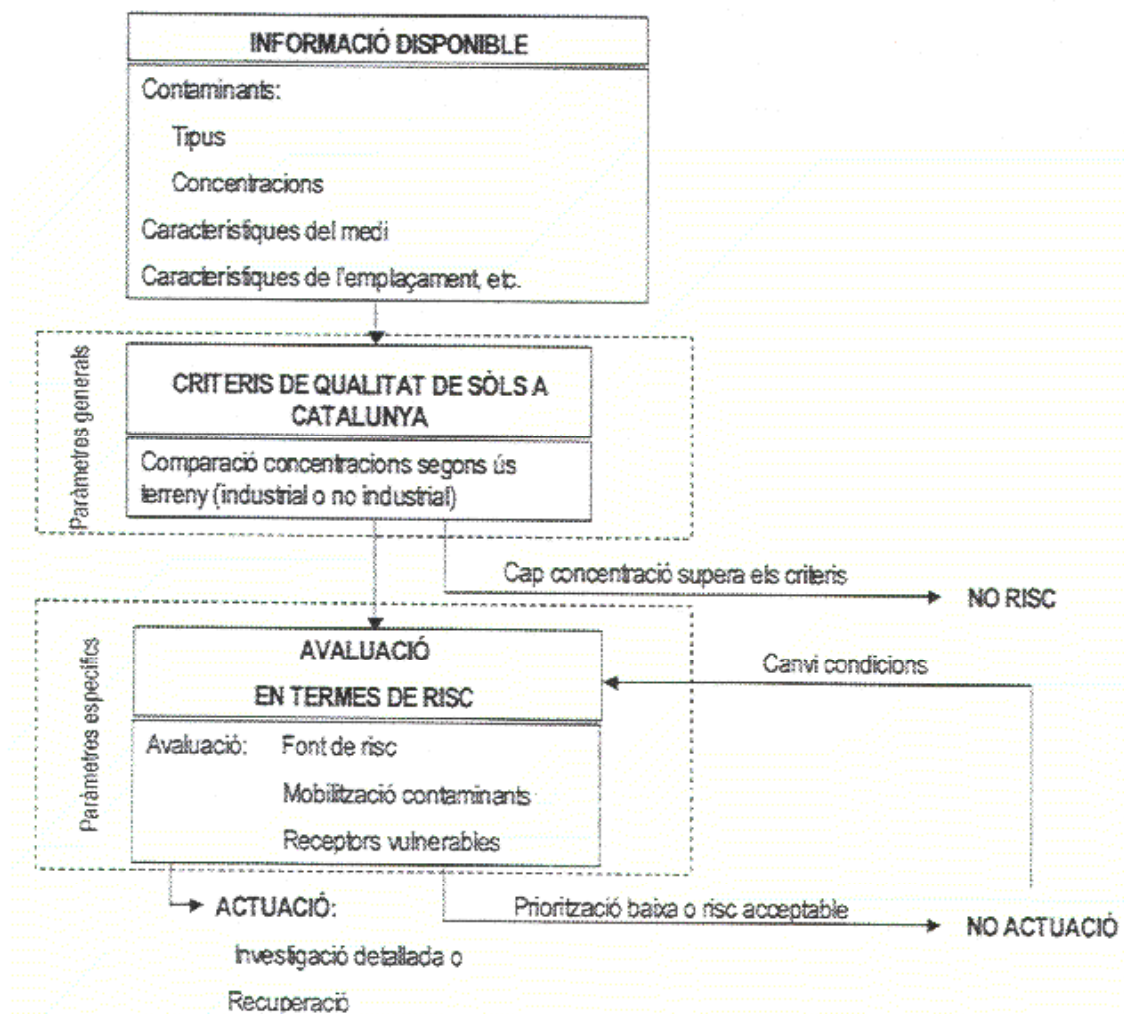 INFORMACIÓ DISPONIBLE
Contaminants:
Tipus
Concentracions
Característiques del medi
Característiques de l'emplaçament, etc.
Paràmetres generals
CRITERIS DE QUALITAT DE SÒLS A
CATALUNYA
Comparació concentracions segons ús
terreny (industrial o no industrial)
Cap concentració supera els criteris
NO RISC
Paràmetres específics
AVALUACIÓ
EN TERMES DE RISC
Canvi condicions
Avaluació: Font de risc
Mobilització contaminants
Receptors vulnerables
ACTUACIÓ:
Investigació detallada o
Recuperació
Priorització baixa o risc acceptable
NO ACTUACIÓ